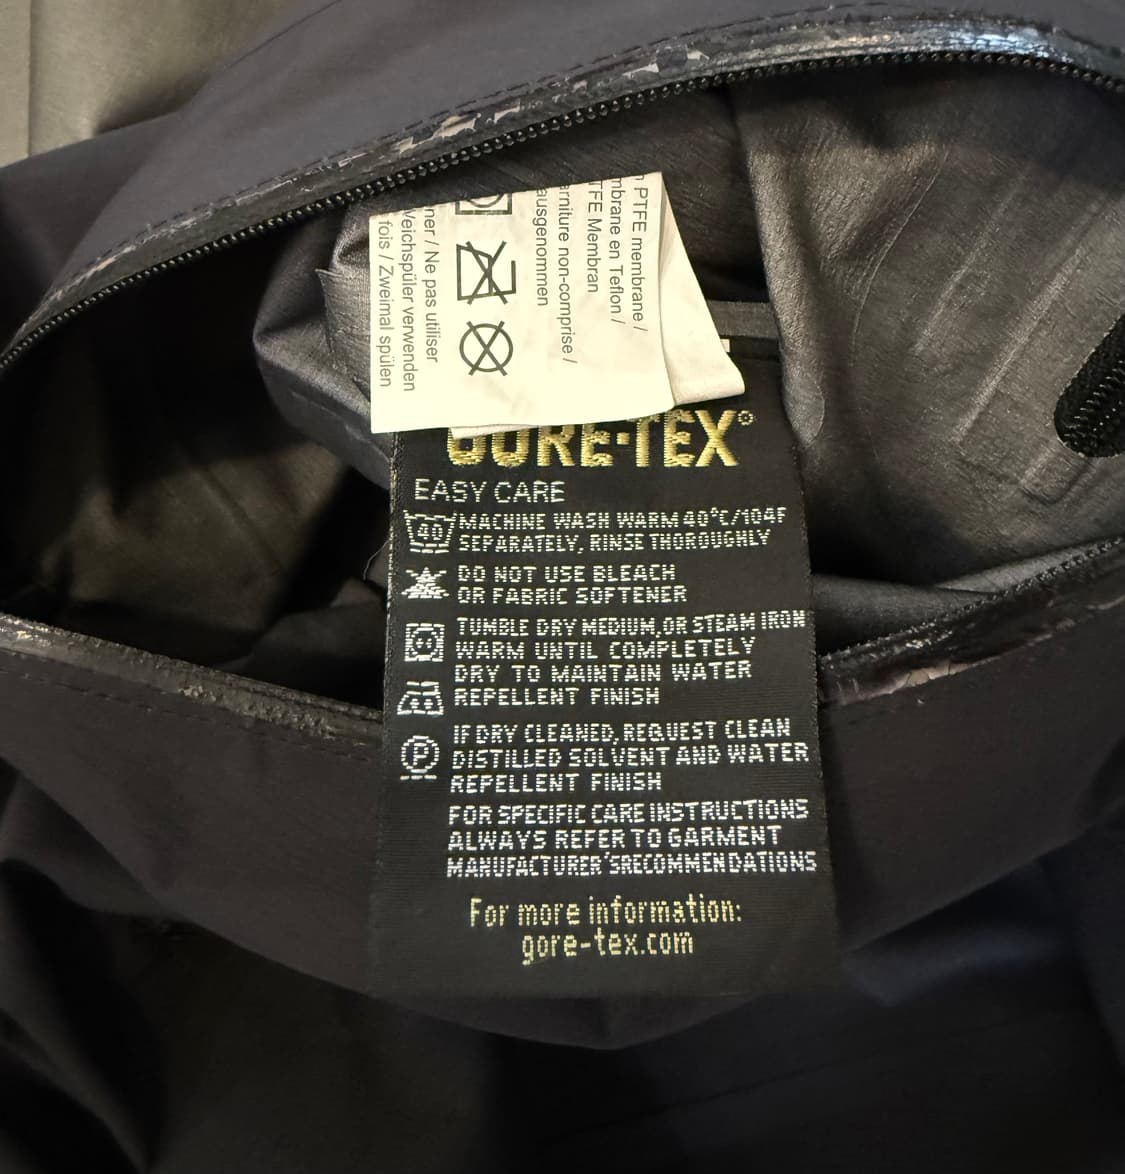 PTFE membrane /
mbrane en Teflon /
TFE Membran
arniture non-comprise /
ausgenommen
ner / Ne pas utiliser
Weichspüler verwenden
fois / Zweimal spülen
GORE-TEX®
EASY CARE
40
MACHINE WASH WARM 40°C/104F
SEPARATELY, RINSE THOROUGHLY
DO NOT USE BLEACH
OR FABRIC SOFTENER
TUMBLE DRY MEDIUM, OR STEAM IRON
WARM UNTIL COMPLETELY
DRY TO MAINTAIN WATER
REPELLENT FINISH
P
IF DRY CLEANED, REQUEST CLEAN
DISTILLED SOLVENT AND WATER
REPELLENT FINISH
FOR SPECIFIC CARE INSTRUCTIONS
ALWAYS REFER TO GARMENT
MANUFACTURER'S RECOMMENDATIONS
For more information:
gore-tex.com